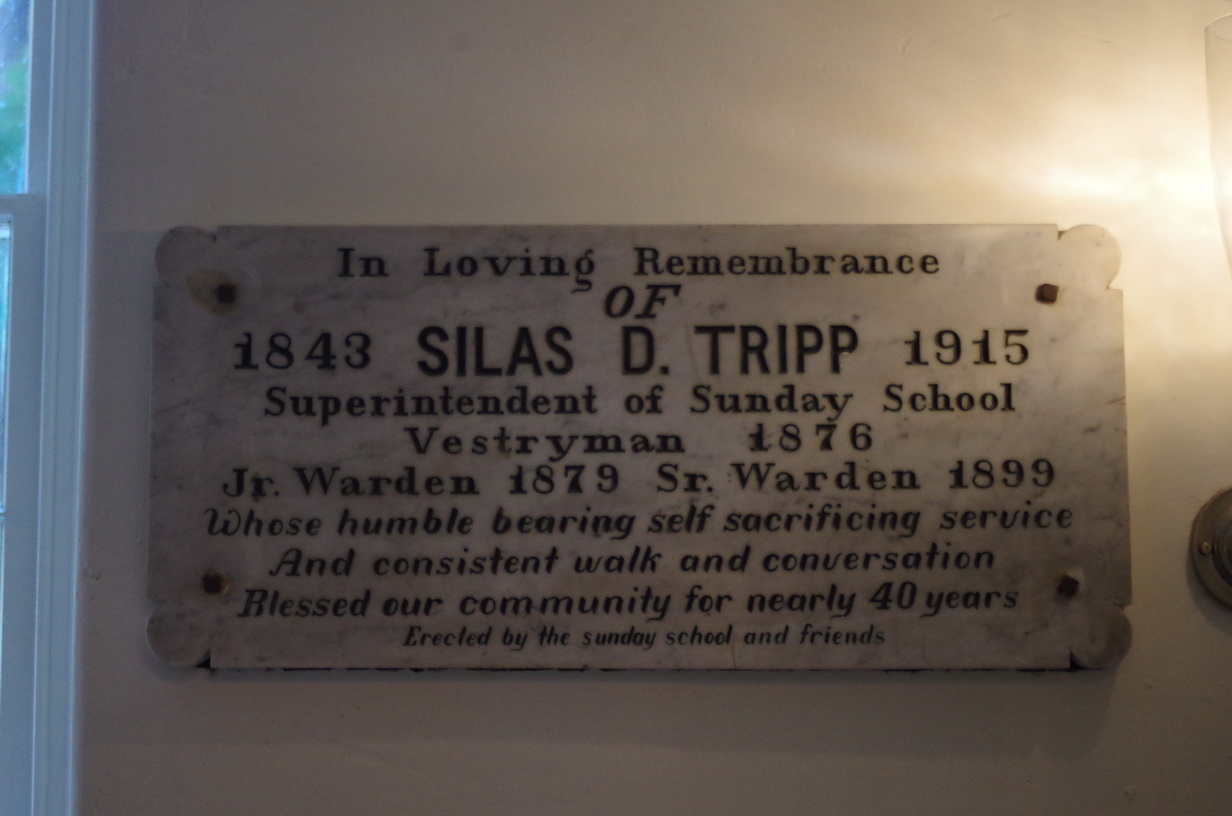 In Loving Remembrance
OF
1843 SILAS D. TRIPP 1915
Superintendent of Sunday School
Vestryman 1876
Jr. Warden 1879 Sr. Warden 1899
Whose humble bearing self sacrificing service
And consistent walk and conversation
Blessed our community for nearly 40 years
Erected by the sunday school and friends